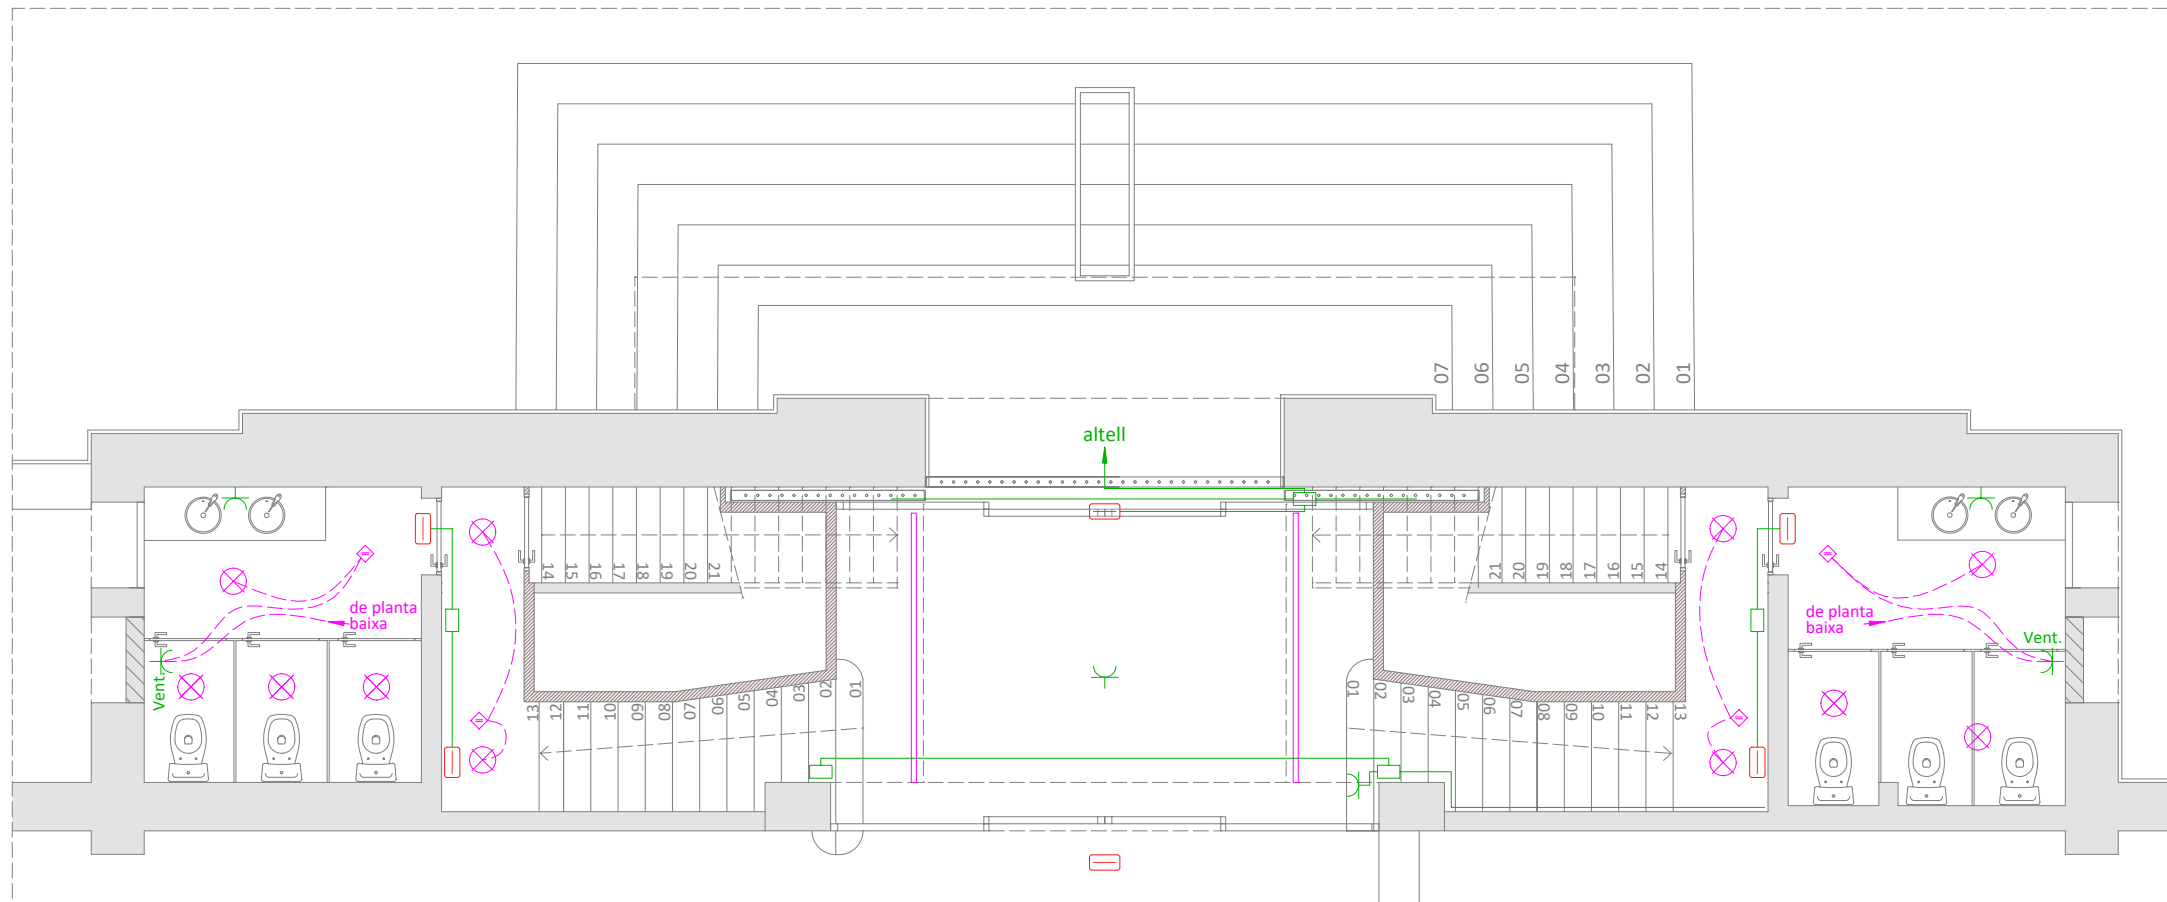 07 06 05 04 03 02 01
altell
14 15 16 17 18 19 20 21
21 20 19 18 17 16 15 14
de planta
baixa
de planta
baixa
Vent.
Vent.
13 12 11 10 09 08 07 06 05 04 03 02 01
01 02 03 04 05 06 07 08 09 10 11 12 13